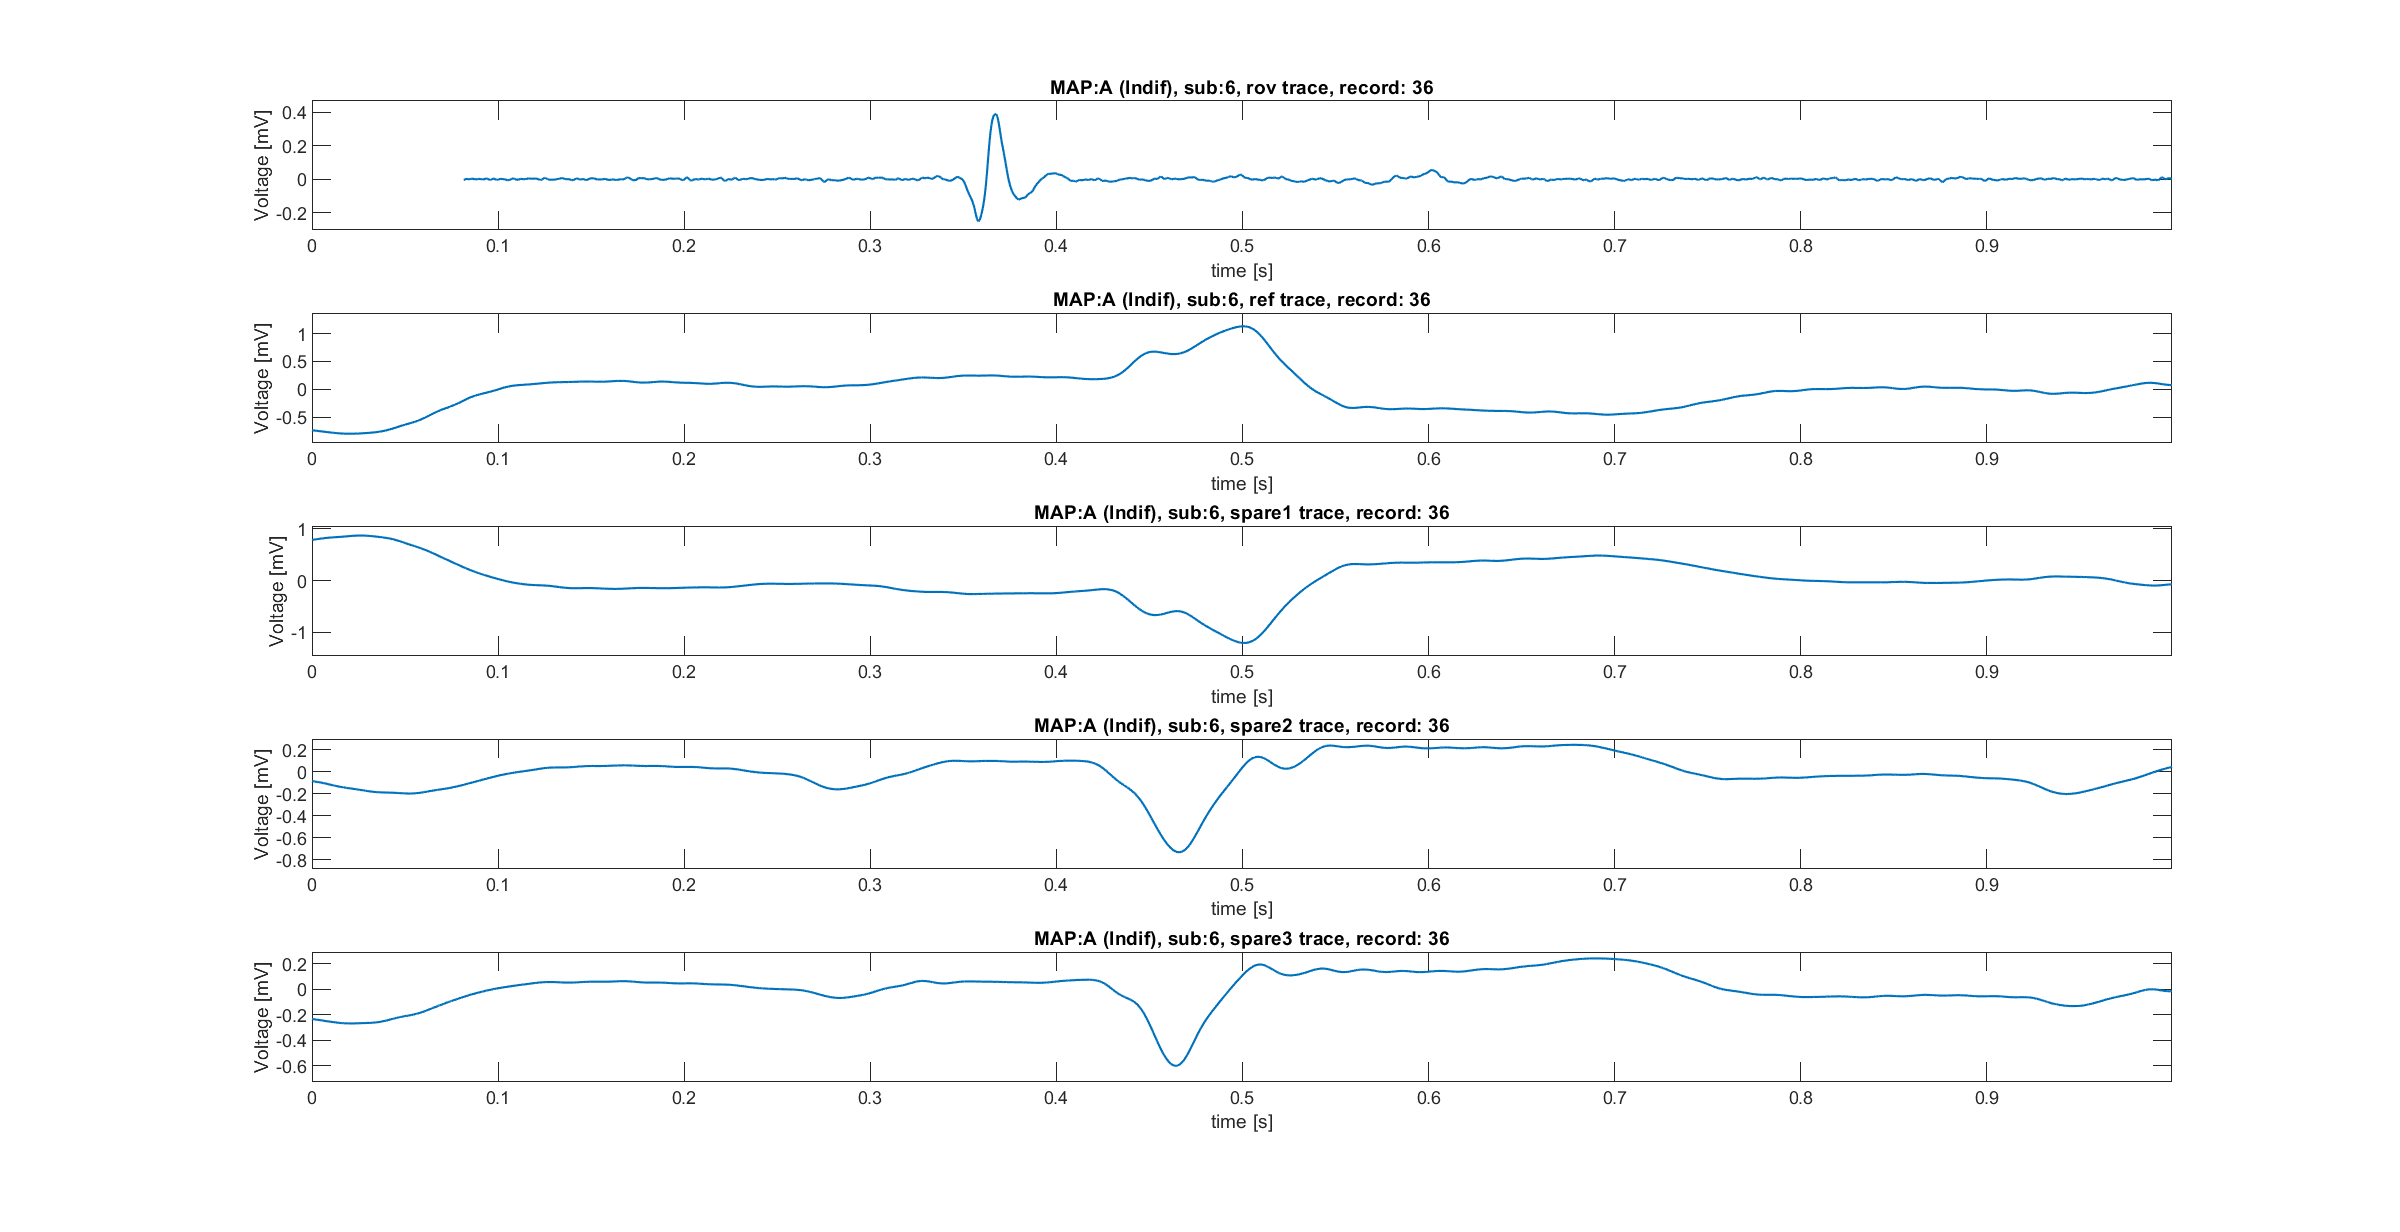 MAP:A (Indif), sub:6, rov trace, record: 36
Voltage [mV]
0.4
0.2
0
-0.2
0 0.1 0.2 0.3 0.4 0.5 0.6 0.7 0.8 0.9
time [s]
MAP:A (Indif), sub:6, ref trace, record: 36
Voltage [mV]
1
0.5
0
-0.5
0 0.1 0.2 0.3 0.4 0.5 0.6 0.7 0.8 0.9
time [s]
MAP:A (Indif), sub:6, spare1 trace, record: 36
Voltage [mV]
1
0
-1
0 0.1 0.2 0.3 0.4 0.5 0.6 0.7 0.8 0.9
time [s]
MAP:A (Indif), sub:6, spare2 trace, record: 36
Voltage [mV]
0.2
0
-0.2
-0.4
-0.6
-0.8
0 0.1 0.2 0.3 0.4 0.5 0.6 0.7 0.8 0.9
time [s]
MAP:A (Indif), sub:6, spare3 trace, record: 36
Voltage [mV]
0.2
0
-0.2
-0.4
-0.6
0 0.1 0.2 0.3 0.4 0.5 0.6 0.7 0.8 0.9
time [s]